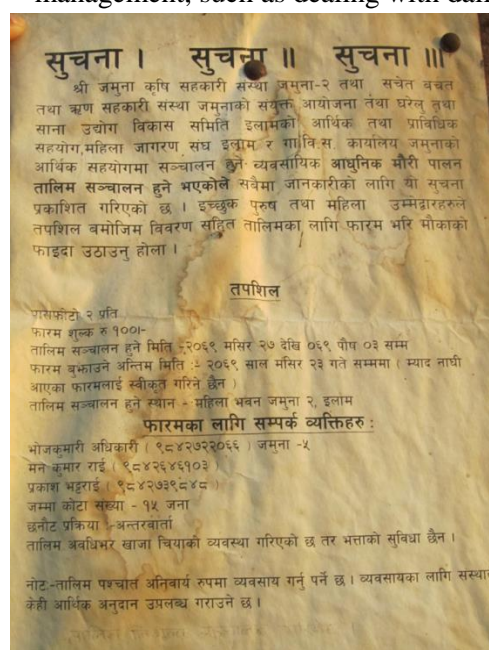 management, such as dealing with
सुचना । सुचना ॥ सुचना ॥।
श्री जमुना कृषि सहकारी संस्था जमुना-२ तथा सचेत बचत
तथा ऋण सहकारी संस्था जमुनाको संयुक्त आयोजना तथा घरेलु तथा
साना उद्योग विकास समिति इलामको आर्थिक तथा प्राविधिक
सहयोग,महिला जागरण संघ इलाम र गा.वि.स. कार्यालय जमुनाको
आर्थिक सहयोगमा सञ्चालन हुने व्यवसायिक आधुनिक मौरी पालन
तालिम सञ्चालन हुने भएकोले सबैमा जानकारीको लागि यो सुचना
प्रकाशित गरिएको छ । इच्छुक पुरुष तथा महिला उम्मेद्वारहरुले
तपशिल बमोजिम विवरण सहित तालिमका लागि फारम भरि मौकाको
फाइदा उठाउनु होला ।
तपशिल
पासफोटो २ प्रति
फारम शुल्क रु १००।-
तालिम सञ्चालन हुने मिति -२०६९ मसिर २७ देखि ०६९ पौष ०३ सम्म
फारम बुझाउने अन्तिम मिति :- २०६९ साल मसिर २३ गते सम्ममा ( म्याद नाघी
आएका फारमलाई स्वीकृत गरिने छैन )
तालिम सञ्चालन हुने स्थान - महिला भवन जमुना २, इलाम
फारमका लागि सम्पर्क व्यक्तिहरु :
भोजकुमारी अधिकारी ( ९८४२७२२०६६ ) जमुना -५
मन कुमार राई ( ९८४२६४६१०३ )
प्रकाश भट्टराई ( ९८४२७३९८४८ )
जम्मा कोटा संख्या - १५ जना
छनौट प्रक्रिया -अन्तरवार्ता
तालिम अवधिभर खाजा चियाको व्यवस्था गरिएको छ तर भत्ताको सुविधा छैन ।
नोट -तालिम पश्चात अनिवार्य रुपमा व्यवसाय गर्नु पर्ने छ । व्यवसायका लागि संस्थाले
केही आर्थिक अनुदान उपलब्ध गराउने छ ।